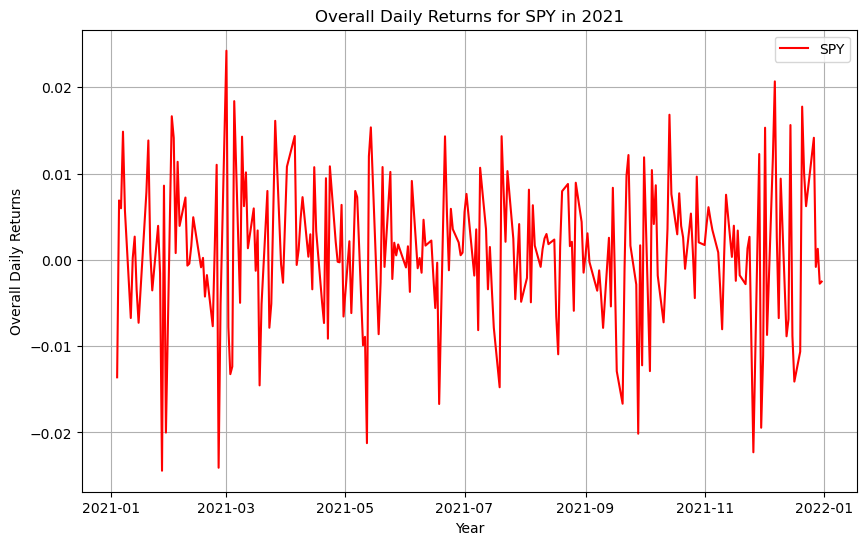 Overall Daily Returns for SPY in 2021
SPY
Overall Daily Returns
0.02
0.01
0.00
−0.01
−0.02
2021-01 2021-03 2021-05 2021-07 2021-09 2021-11 2022-01
Year